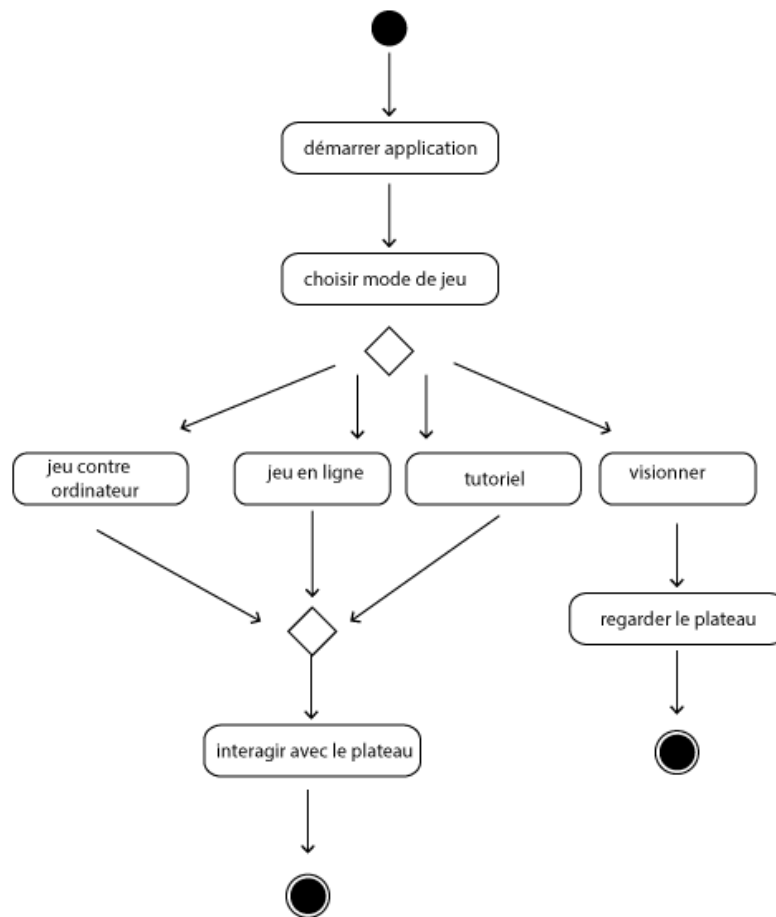 démarrer application
choisir mode de jeu
jeu contre
ordinateur
jeu en ligne
tutoriel
visionner
regarder le plateau
interagir avec le plateau